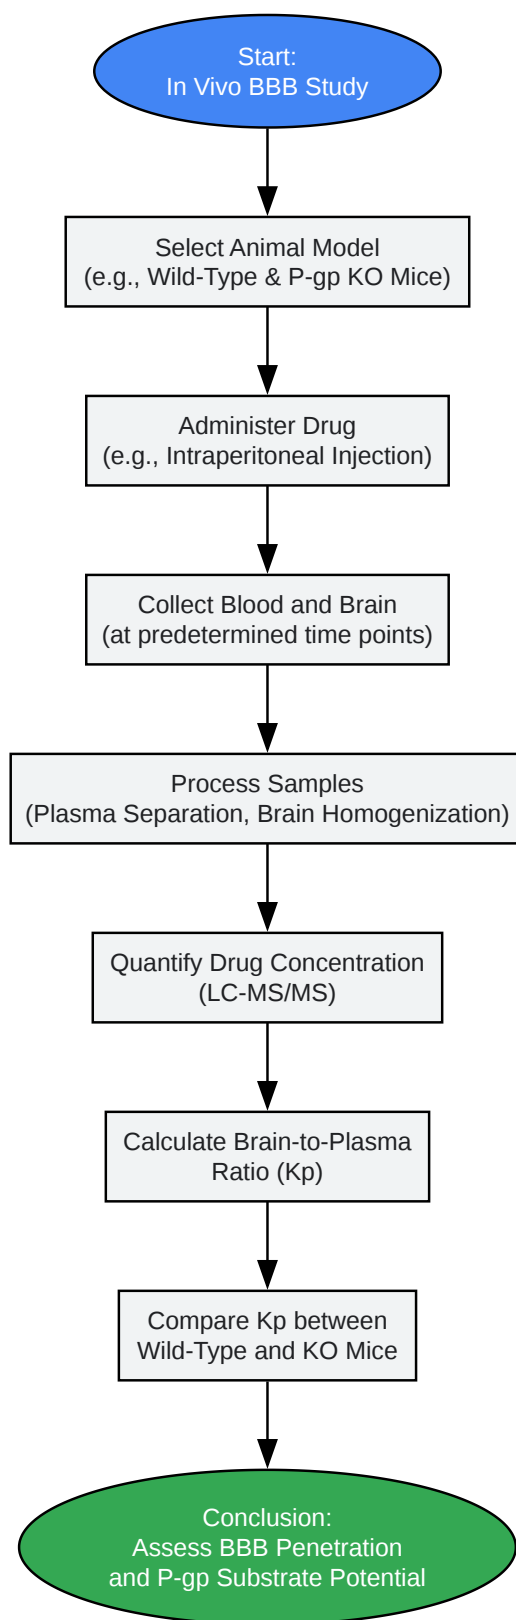 Start:
In Vivo BBB Study
Select Animal Model
(e.g., Wild-Type & P-gp KO Mice)
Administer Drug
(e.g., Intraperitoneal Injection)
Collect Blood and Brain
(at predetermined time points)
Process Samples
(Plasma Separation, Brain Homogenization)
Quantify Drug Concentration
(LC-MS/MS)
Calculate Brain-to-Plasma
Ratio (Kp)
Compare Kp between
Wild-Type and KO Mice
Conclusion:
Assess BBB Penetration
and P-gp Substrate Potential